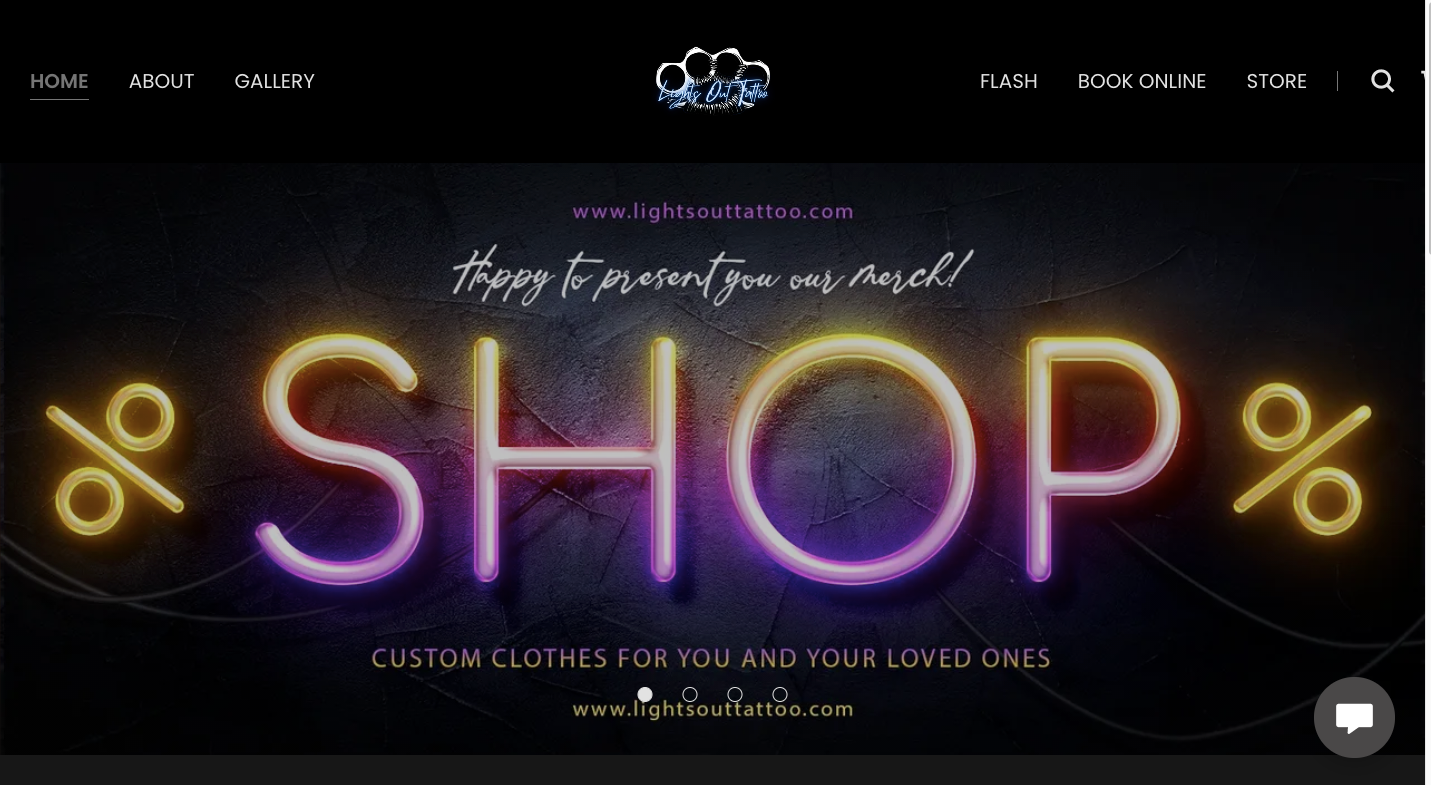 HOME ABOUT GALLERY Lights Out Tattoo FLASH BOOK ONLINE STORE
www.lightsouttattoo.com
Happy to present you our merch!
% SHOP %
CUSTOM CLOTHES FOR YOU AND YOUR LOVED ONES
www.lightsouttattoo.com